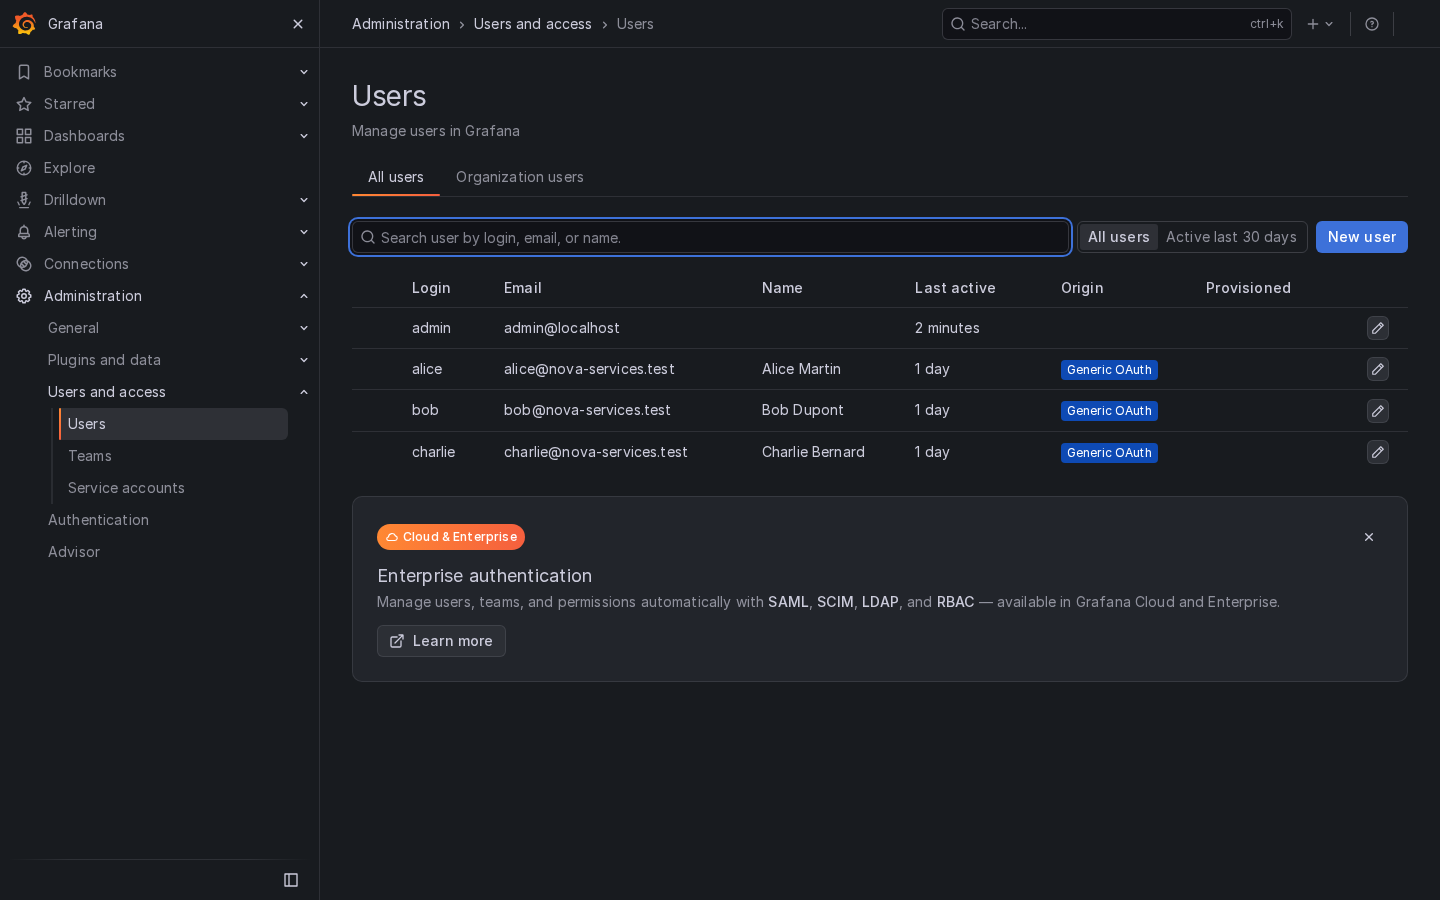 Grafana
Administration > Users and access > Users
Search...
ctrl+k
Bookmarks
Starred
Dashboards
Explore
Drilldown
Alerting
Connections
Administration
General
Plugins and data
Users and access
Users
Teams
Service accounts
Authentication
Advisor
Users
Manage users in Grafana
All users Organization users
Search user by login, email, or name.
All users Active last 30 days
New user
Login Email Name Last active Origin Provisioned
admin admin@localhost 2 minutes
alice alice@nova-services.test Alice Martin 1 day Generic OAuth
bob bob@nova-services.test Bob Dupont 1 day Generic OAuth
charlie charlie@nova-services.test Charlie Bernard 1 day Generic OAuth
Cloud & Enterprise
Enterprise authentication
Manage users, teams, and permissions automatically with SAML, SCIM, LDAP, and RBAC — available in Grafana Cloud and Enterprise.
Learn more